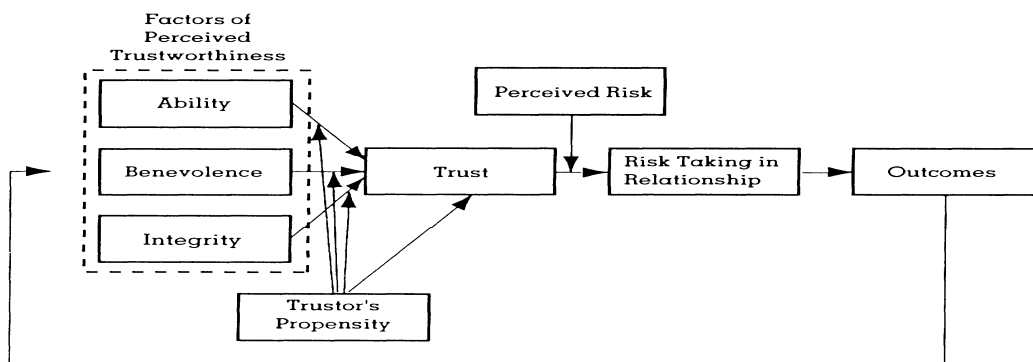 Factors of
Perceived
Trustworthiness
Ability
Benevolence
Integrity
Trustor's
Propensity
Trust
Perceived Risk
Risk Taking in
Relationship
Outcomes